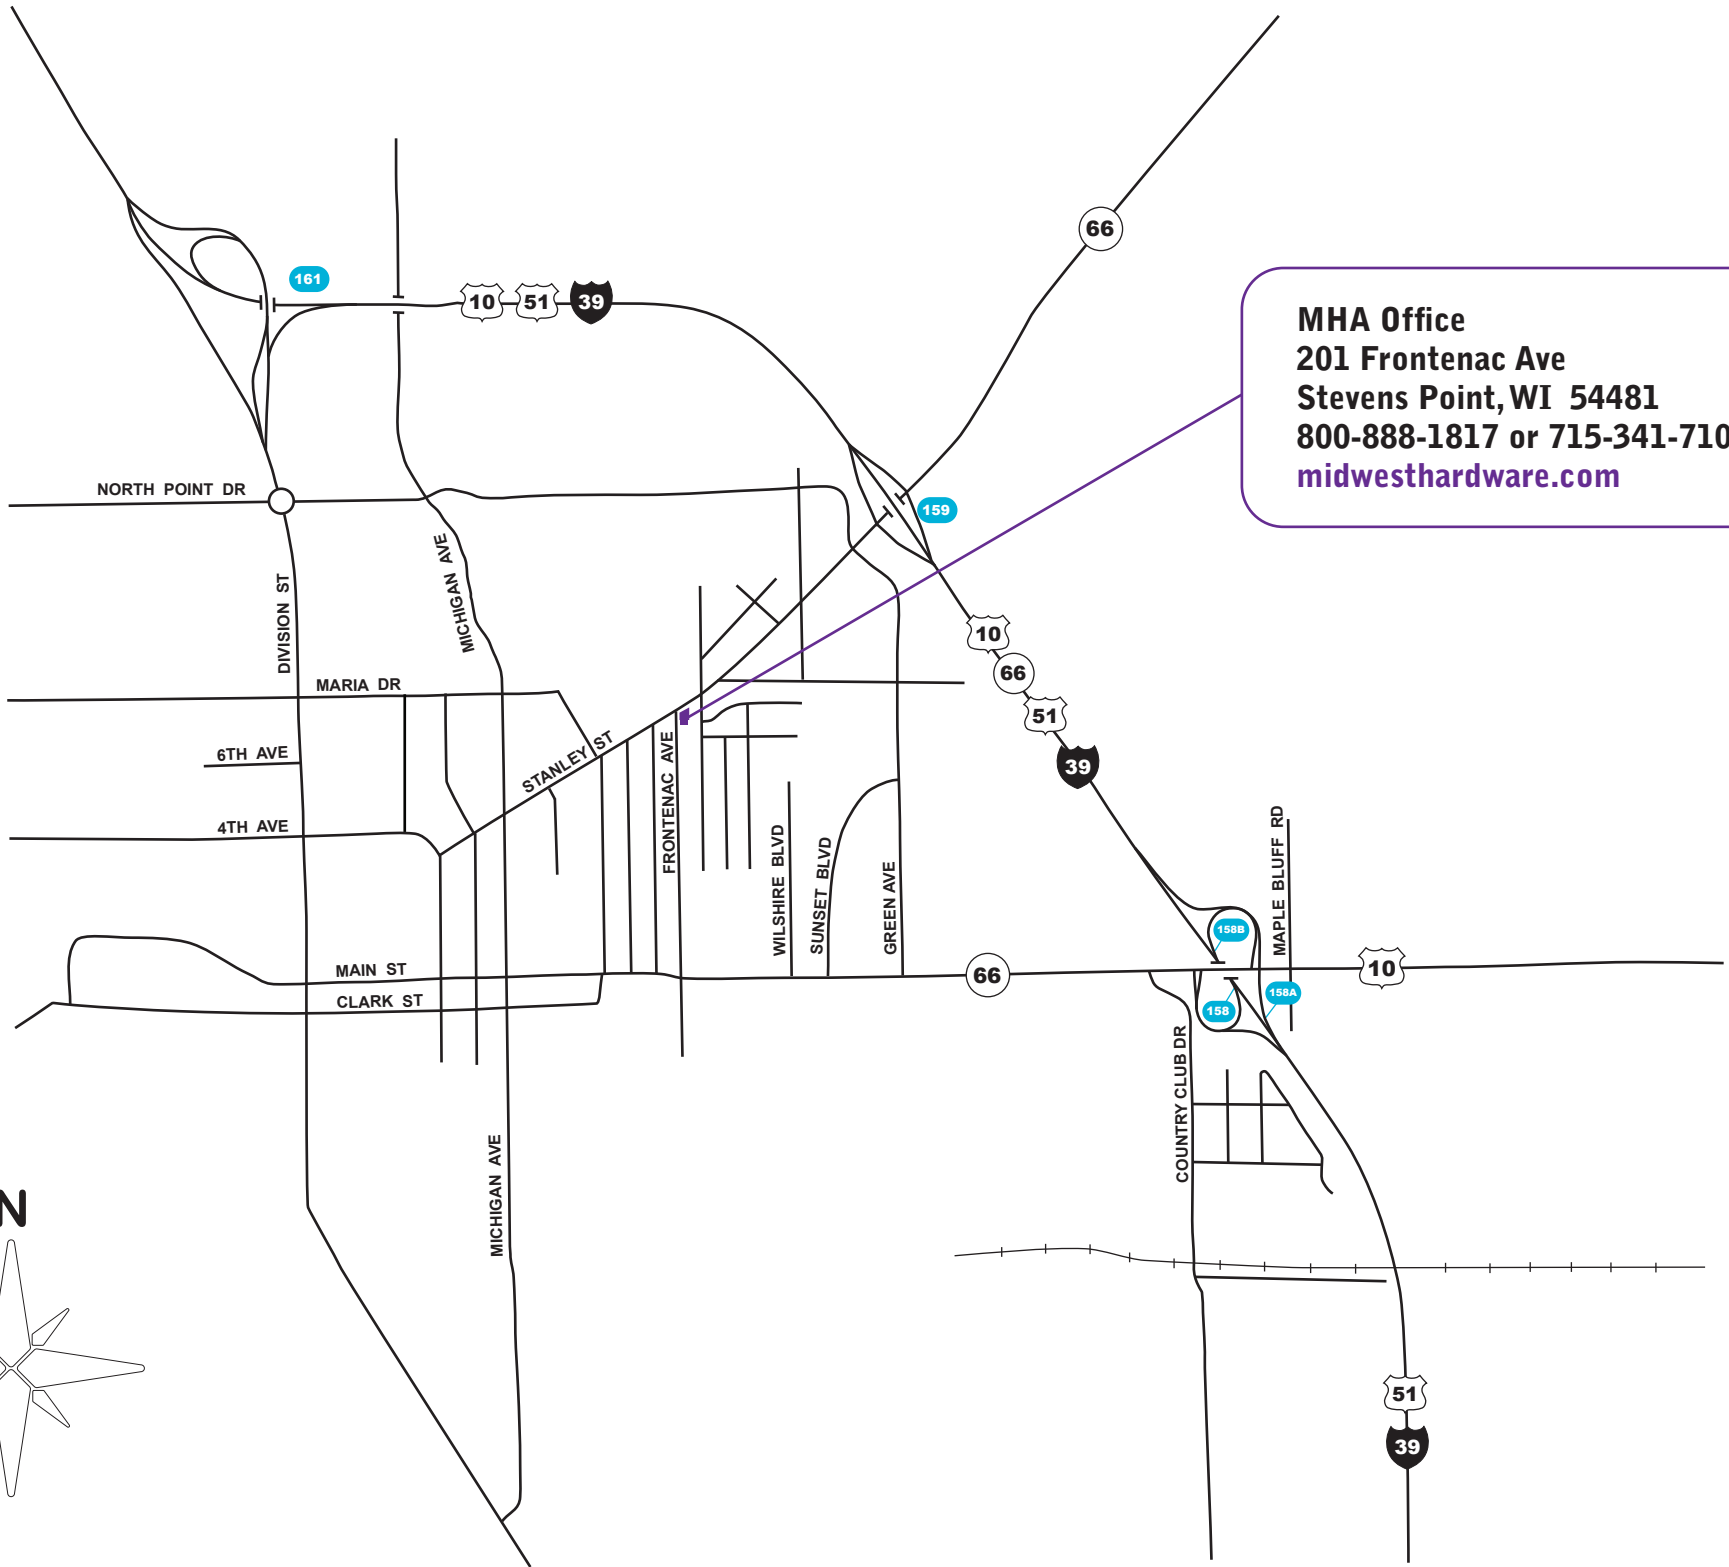 66
161
10 51 39
MHA Office
201 Frontenac Ave
Stevens Point, WI 54481
800-888-1817 or 715-341-710
midwesthardware.com
NORTH POINT DR
159
MICHIGAN AVE
DIVISION ST
10
66
51
39
MARIA DR
6TH AVE
STANLEY ST
FRONTENAC AVE
4TH AVE
WILSHIRE BLVD
SUNSET BLVD
GREEN AVE
MAPLE BLUFF RD
158B
MAIN ST
66
10
CLARK ST
158
158A
COUNTRY CLUB DR
MICHIGAN AVE
N
51
39